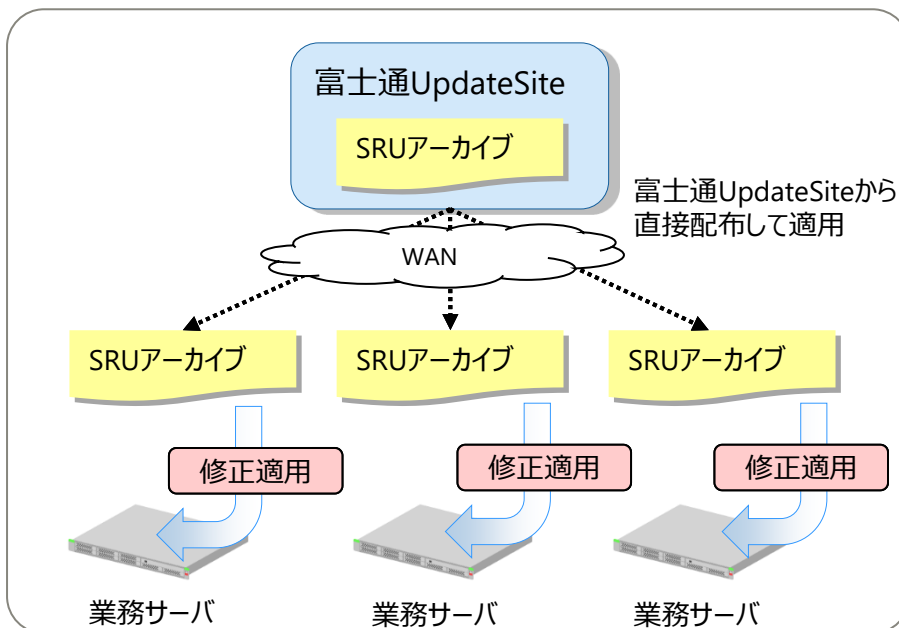 富士通UpdateSite
SRUアーカイブ
富士通UpdateSiteから
直接配布して適用
WAN
SRUアーカイブ
SRUアーカイブ
SRUアーカイブ
修正適用
修正適用
修正適用
業務サーバ
業務サーバ
業務サーバ